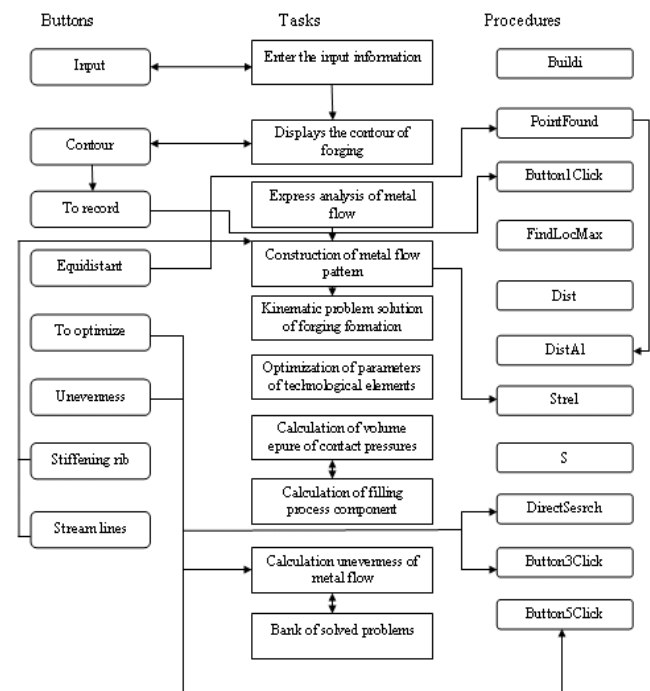 Buttons
Tasks
Procedures
Input
Enter the input information
Buildi
Contour
Displays the contour of
forging
PointFound
To record
Express analysis of metal
flow
Button1Click
Equidistant
Construction of metal flow
pattern
FindLocMax
To optimize
Kinematic problem solution
of forging formation
Dist
Unevenness
Optimization of parameters
of technological elements
DistA1
Stiffening rib
Calculation of volume
epure of contact pressures
Strel
Stream lines
Calculation of filling
process component
S
Calculation unevenness of
metal flow
DirectSesrch
Bank of solved problems
Button3Click
Button5Click